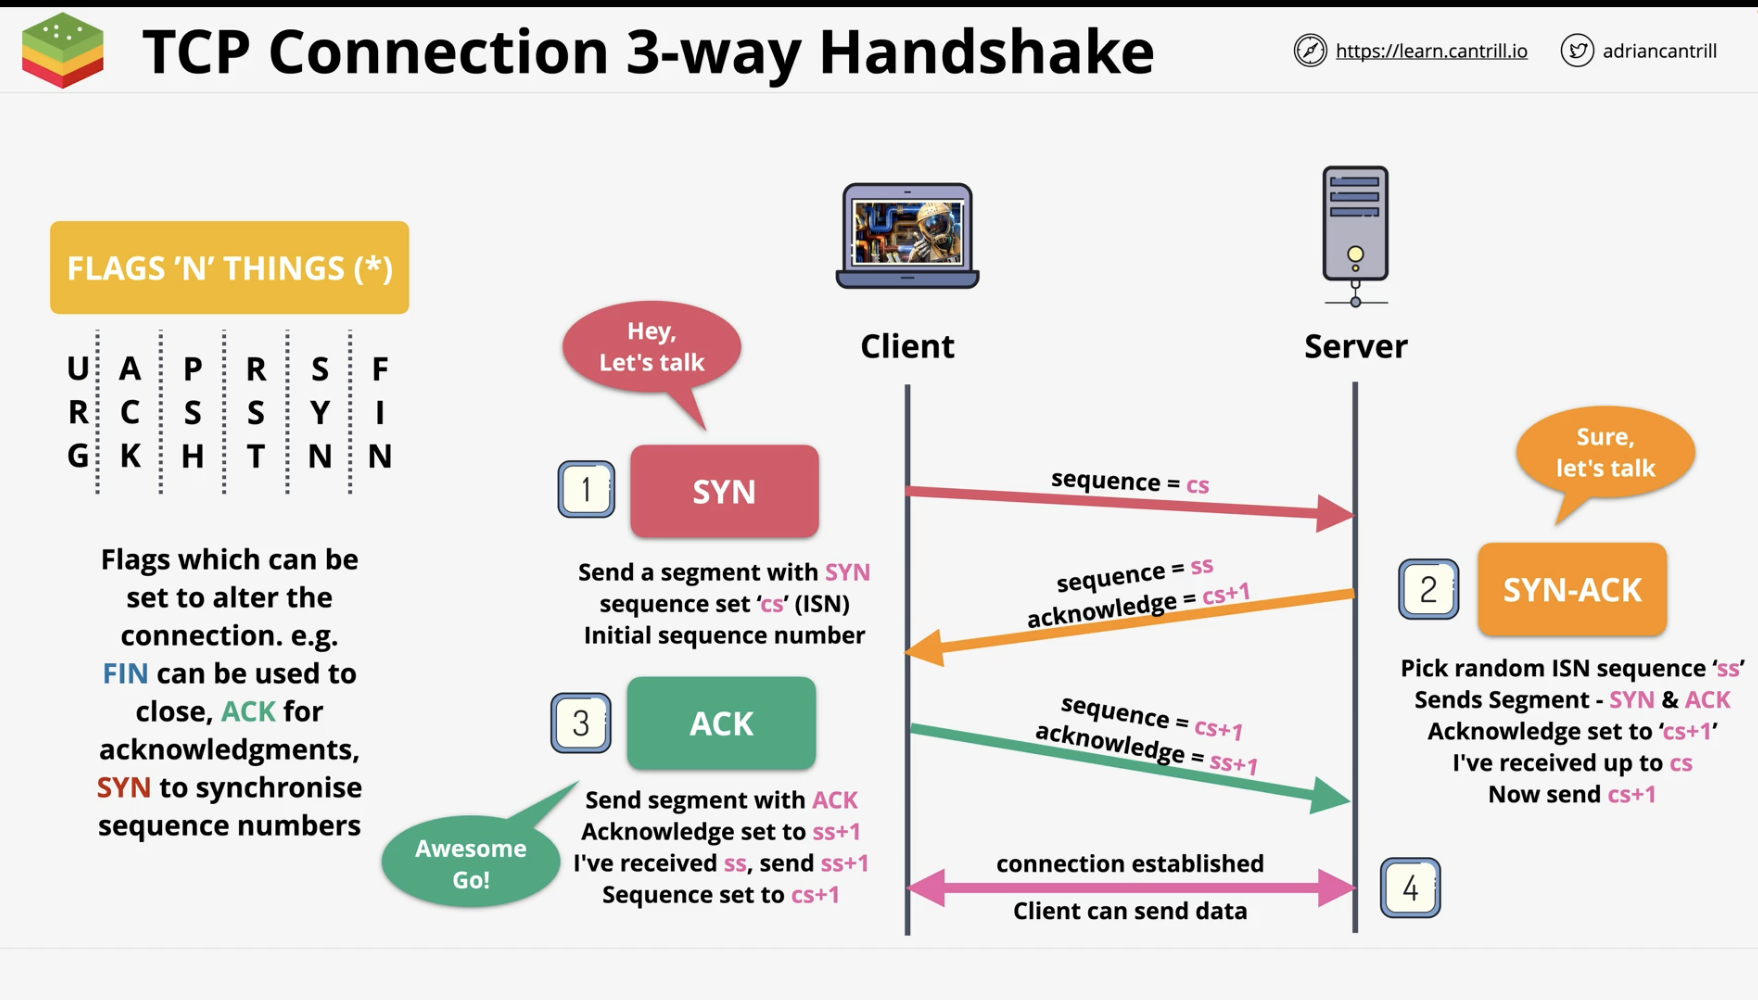 TCP Connection 3-way Handshake
https://learn.cantrill.io
adriancantrill
FLAGS ’N’ THINGS (*)
URG
ACK
PSH
RST
SYN
FIN
Flags which can be
set to alter the
connection. e.g.
FIN can be used to
close, ACK for
acknowledgments,
SYN to synchronise
sequence numbers
Client
Server
Hey,
Let's talk
1
SYN
Send a segment with SYN
sequence set ‘cs’ (ISN)
Initial sequence number
sequence = cs
Sure,
let's talk
2
SYN-ACK
Pick random ISN sequence ‘ss’
Sends Segment - SYN & ACK
Acknowledge set to ‘cs+1’
I've received up to cs
Now send cs+1
sequence = ss
acknowledge = cs+1
3
ACK
Send segment with ACK
Acknowledge set to ss+1
I've received ss, send ss+1
Sequence set to cs+1
Awesome
Go!
sequence = cs+1
acknowledge = ss+1
connection established
Client can send data
4